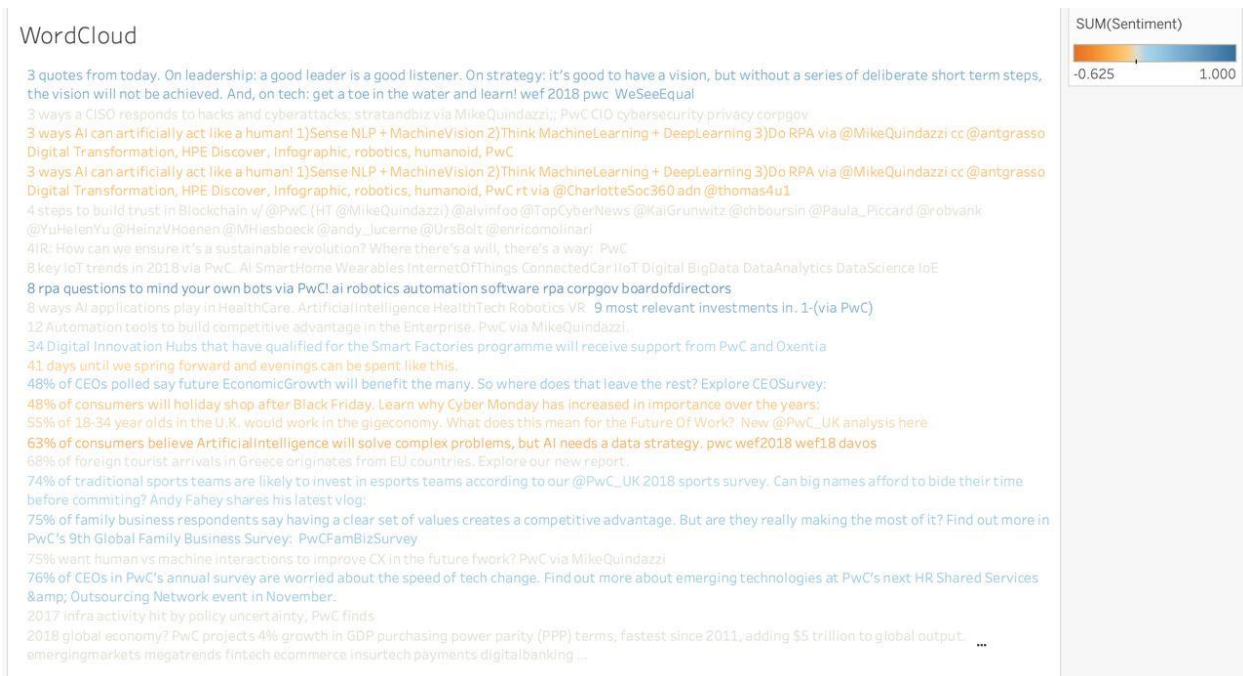 WordCloud
SUM(Sentiment)
-0.625 1.000
3 quotes from today. On leadership: a good leader is a good listener. On strategy: it's good to have a vision, but without a series of deliberate short term steps,
the vision will not be achieved. And, on tech: get a toe in the water and learn! wef 2018 pwc WeSeeEqual
3 ways a CISO responds to hacks and cyberattacks; stratandbiz via MikeQuindazzi;; PwC CIO cybersecurity privacy corpgov
3 ways AI can artificially act like a human! 1)Sense NLP + MachineVision 2)Think MachineLearning + DeepLearning 3)Do RPA via @MikeQuindazzi cc @antgrasso
Digital Transformation, HPE Discover, Infographic, robotics, humanoid, PwC
3 ways AI can artificially act like a human! 1)Sense NLP + MachineVision 2)Think MachineLearning + DeepLearning 3)Do RPA via @MikeQuindazzi cc @antgrasso
Digital Transformation, HPE Discover, Infographic, robotics, humanoid, PwC rt via @CharlotteSoc360 adn @thomas4u1
4 steps to build trust in Blockchain v/ @PwC (HT @MikeQuindazzi) @alvinfoo @TopCyberNews @KaiGrunwitz @chboursin @Paula_Piccard @robvank
@YuHelenYu @HeinzVHoenen @MHiesboeck @andy_lucerne @UrsBolt @enricomolinari
4IR: How can we ensure it's a sustainable revolution? Where there's a will, there's a way: PwC
8 key IoT trends in 2018 via PwC. AI SmartHome Wearables InternetOfThings ConnectedCar IIoT Digital BigData DataAnalytics DataScience IoE
8 rpa questions to mind your own bots via PwC! ai robotics automation software rpa corpgov boardofdirectors
8 ways AI applications play in HealthCare. ArtificialIntelligence HealthTech Robotics VR 9 most relevant investments in. 1-(via PwC)
12 Automation tools to build competitive advantage in the Enterprise. PwC via MikeQuindazzi.
34 Digital Innovation Hubs that have qualified for the Smart Factories programme will receive support from PwC and Oxentia
41 days until we spring forward and evenings can be spent like this.
48% of CEOs polled say future EconomicGrowth will benefit the many. So where does that leave the rest? Explore CEOSurvey:
48% of consumers will holiday shop after Black Friday. Learn why Cyber Monday has increased in importance over the years:
55% of 18-34 year olds in the U.K. would work in the gigeconomy. What does this mean for the Future Of Work? New @PwC_UK analysis here
63% of consumers believe ArtificialIntelligence will solve complex problems, but AI needs a data strategy. pwc wef2018 wef18 davos
68% of foreign tourist arrivals in Greece originates from EU countries. Explore our new report.
74% of traditional sports teams are likely to invest in esports teams according to our @PwC_UK 2018 sports survey. Can big names afford to bide their time
before commiting? Andy Fahey shares his latest vlog:
75% of family business respondents say having a clear set of values creates a competitive advantage. But are they really making the most of it? Find out more in
PwC's 9th Global Family Business Survey: PwCFamBizSurvey
75% want human vs machine interactions to improve CX in the future fwork? PwC via MikeQuindazzi
76% of CEOs in PwC's annual survey are worried about the speed of tech change. Find out more about emerging technologies at PwC's next HR Shared Services
&amp; Outsourcing Network event in November.
2017 infra activity hit by policy uncertainty, PwC finds
2018 global economy? PwC projects 4% growth in GDP purchasing power parity (PPP) terms, fastest since 2011, adding $5 trillion to global output. ...
emergingmarkets megatrends fintech ecommerce insurtech payments digitalbanking ...